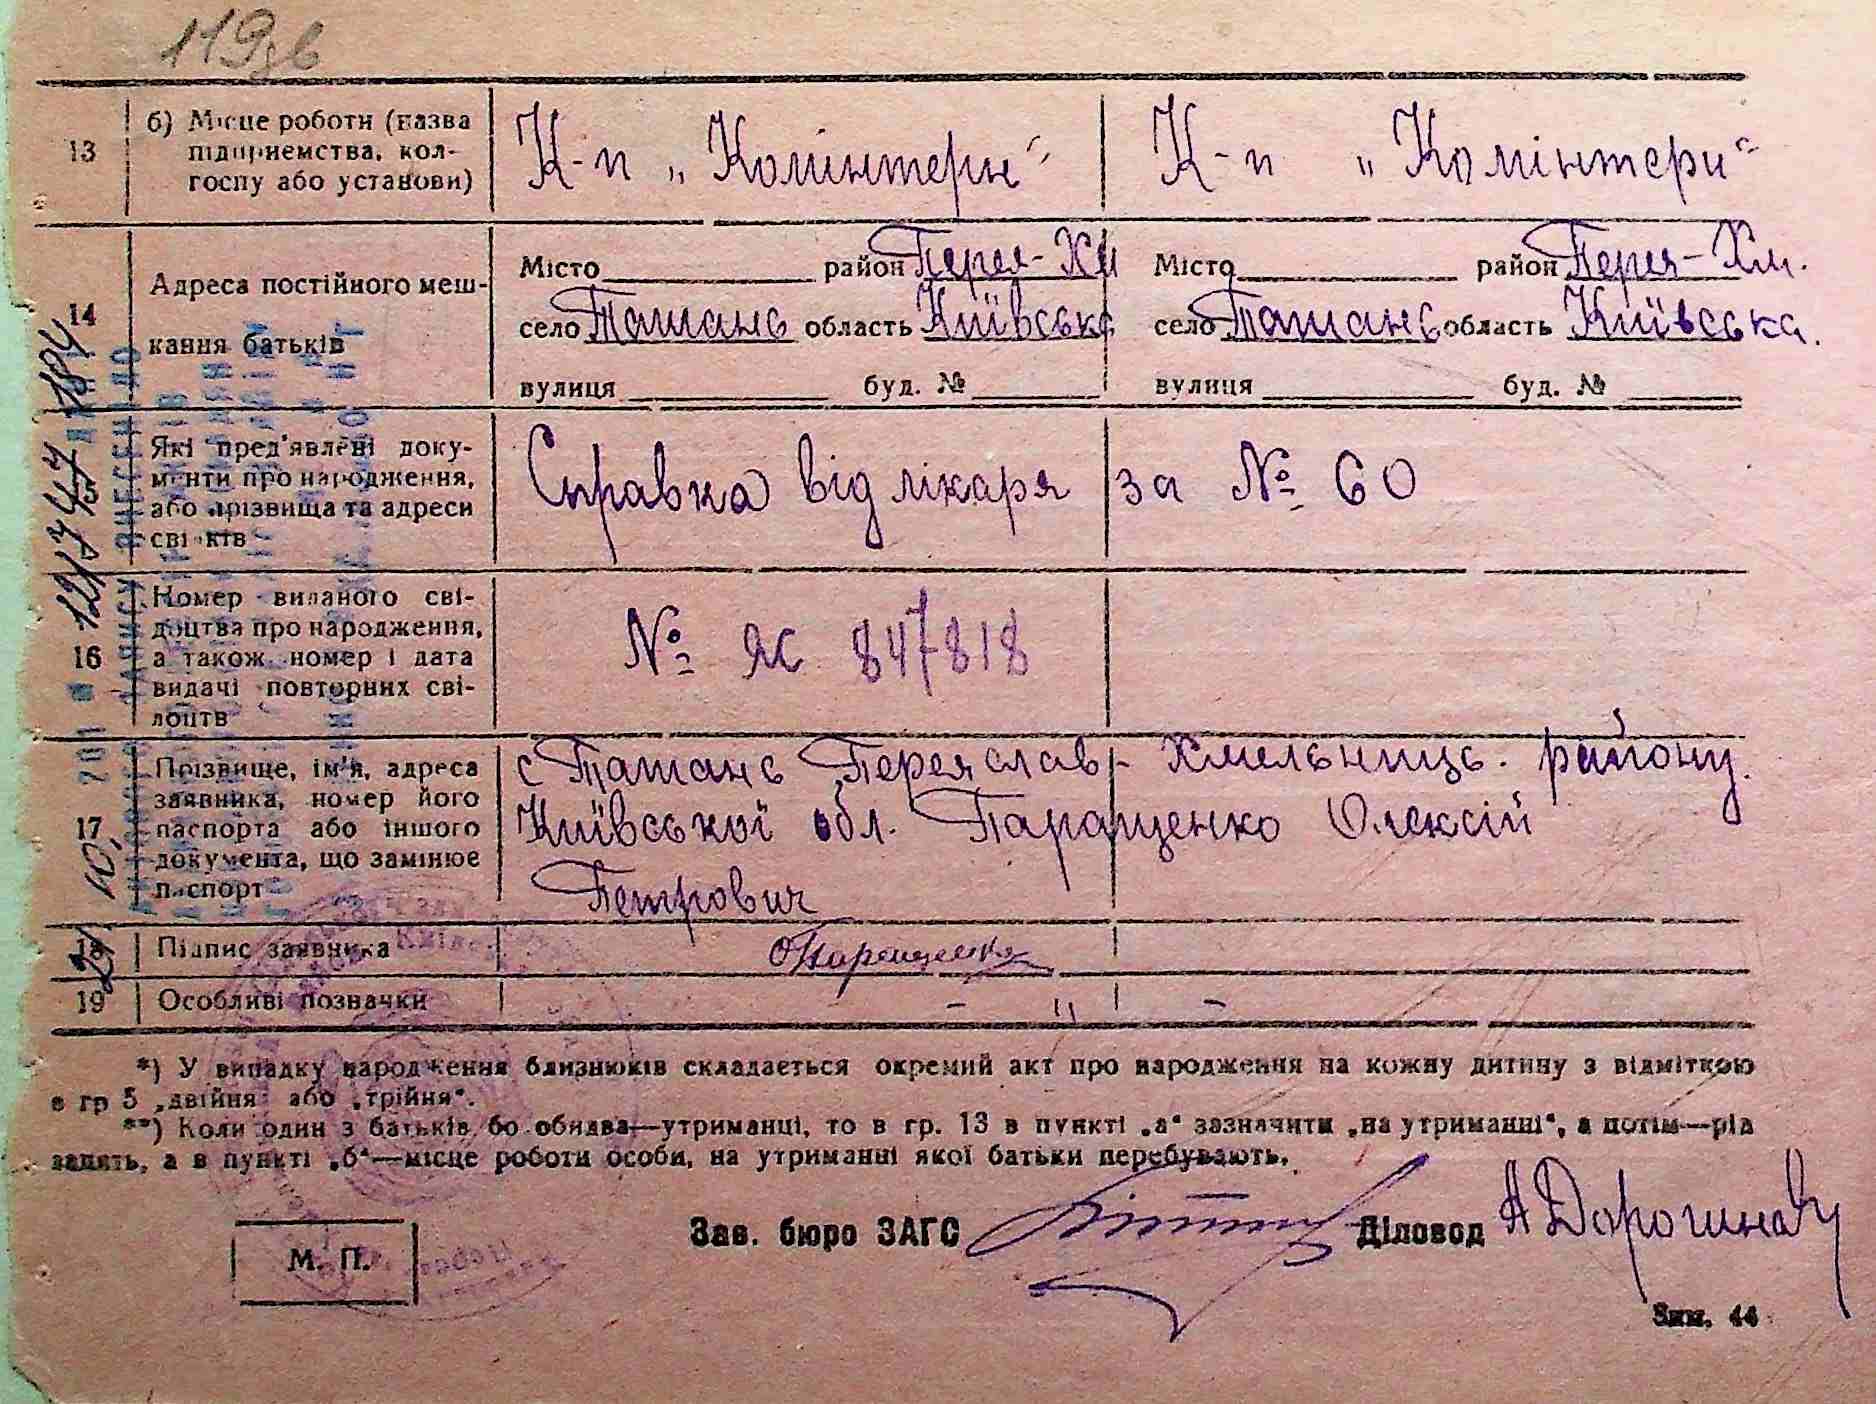 119зв
13 б) Місце роботи (назва підприємства, колгоспу або установи) К-п „Комінтерн" К-п „Комінтерн"
14 Адреса постійного мешкання батьків
Місто район Перея-Хм Місто район Перея-Хм.
село Ташань область Київська село Ташань область Київська.
вулиця буд. № вулиця буд. №
Які пред'явлені документи про народження, або прізвища та адреси свідків Справка від лікаря за № 60
16 Номер виданого свідоцтва про народження, а також номер і дата видачі повторних свідоцтв № ЯС 847818
17 Прізвище, ім'я, адреса заявника, номер його паспорта або іншого документа, що замінює паспорт
с Ташань Переяслав-Хмельниць. району.
Київської обл. Паращенко Олексій
Петрович
18 Підпис заявника ОПаращенко
19 Особливі позначки – " –
*) У випадку народження близнюків складається окремий акт про народження на кожну дитину з відміткою
в гр 5 „двійня" або „трійня".
**) Коли один з батьків, бо обидва—утриманці, то в гр. 13 в пункті „а" зазначити „на утриманні", а потім—рід
занять, а в пункті „б"—місце роботи особи, на утриманні якої батьки перебувають.
Зав. бюро ЗАГС Діловод
М. П.
Зам. 44